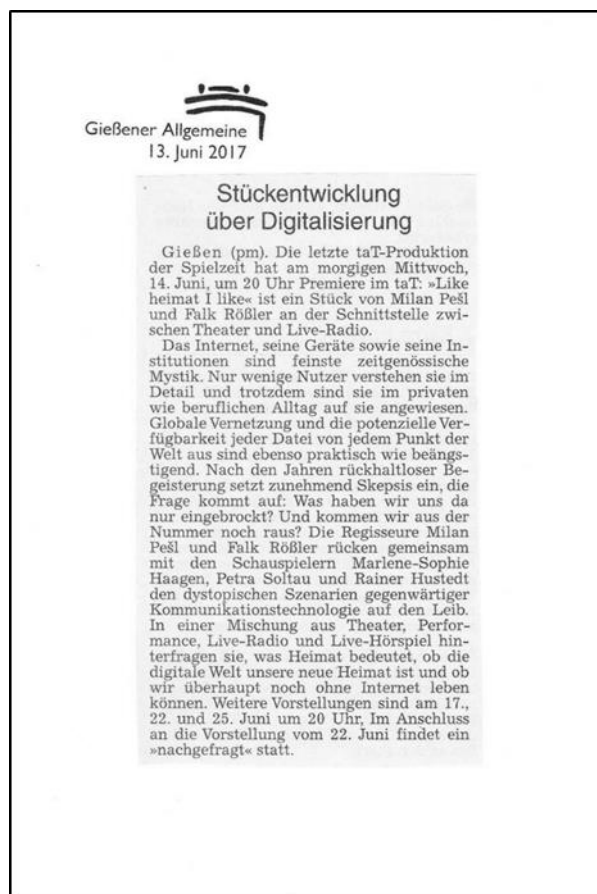 Gießener Allgemeine
13. Juni 2017
Stückentwicklung
über Digitalisierung
Gießen (pm). Die letzte taT-Produktion
der Spielzeit hat am morgigen Mittwoch,
14. Juni, um 20 Uhr Premiere im taT: »Like
heimat I like« ist ein Stück von Milan Pešl
und Falk Rößler an der Schnittstelle zwi-
schen Theater und Live-Radio.
Das Internet, seine Geräte sowie seine In-
stitutionen sind feinste zeitgenössische
Mystik. Nur wenige Nutzer verstehen sie im
Detail und trotzdem sind sie im privaten
wie beruflichen Alltag auf sie angewiesen.
Globale Vernetzung und die potenzielle Ver-
fügbarkeit jeder Datei von jedem Punkt der
Welt aus sind ebenso praktisch wie beängs-
tigend. Nach den Jahren rückhaltloser Be-
geisterung setzt zunehmend Skepsis ein, die
Frage kommt auf: Was haben wir uns da
nur eingebrockt? Und kommen wir aus der
Nummer noch raus? Die Regisseure Milan
Pešl und Falk Rößler rücken gemeinsam
mit den Schauspielern Marlene-Sophie
Haagen, Petra Soltau und Rainer Hustedt
den dystopischen Szenarien gegenwärtiger
Kommunikationstechnologie auf den Leib.
In einer Mischung aus Theater, Perfor-
mance, Live-Radio und Live-Hörspiel hin-
terfragen sie, was Heimat bedeutet, ob die
digitale Welt unsere neue Heimat ist und ob
wir überhaupt noch ohne Internet leben
können. Weitere Vorstellungen sind am 17.,
22. und 25. Juni um 20 Uhr, Im Anschluss
an die Vorstellung vom 22. Juni findet ein
»nachgefragt« statt.